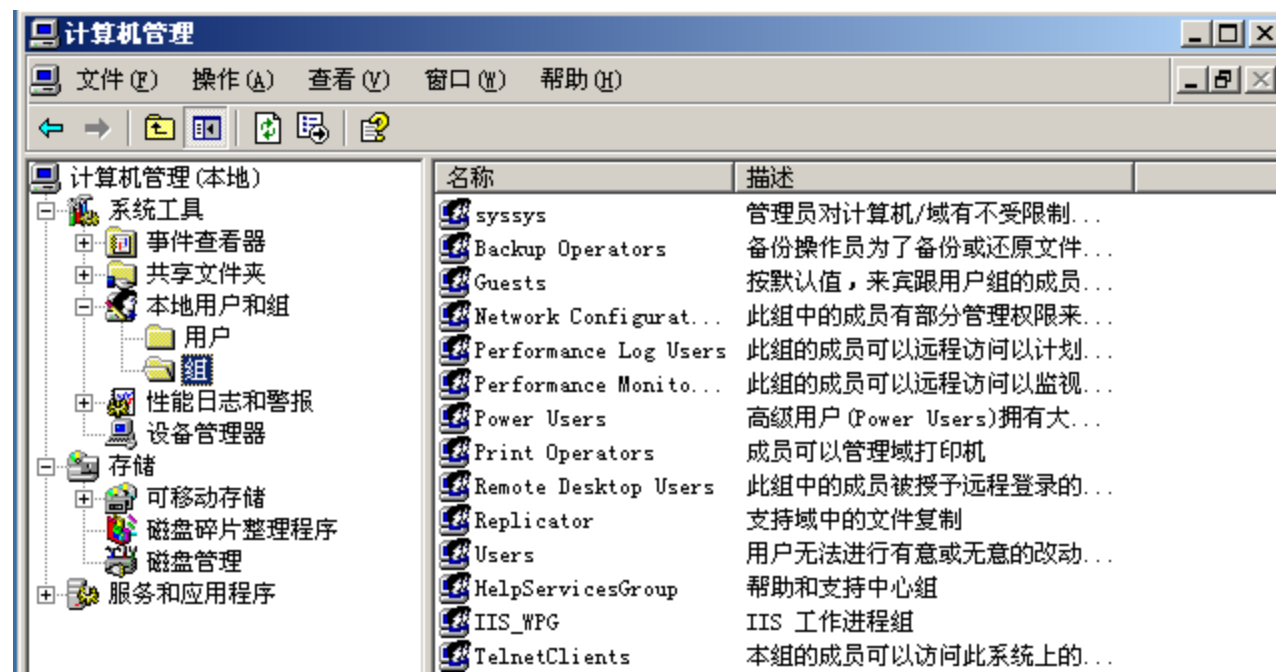 计算机管理
文件(F) 操作(A) 查看(V) 窗口(W) 帮助(H)
计算机管理(本地)
系统工具
事件查看器
共享文件夹
本地用户和组
用户
组
性能日志和警报
设备管理器
存储
可移动存储
磁盘碎片整理程序
磁盘管理
服务和应用程序
名称 描述
syssys 管理员对计算机/域有不受限制...
Backup Operators 备份操作员为了备份或还原文件...
Guests 按默认值，来宾跟用户组的成员...
Network Configurat... 此组中的成员有部分管理权限来...
Performance Log Users 此组的成员可以远程访问以计划...
Performance Monito... 此组的成员可以远程访问以监视...
Power Users 高级用户(Power Users)拥有大...
Print Operators 成员可以管理域打印机
Remote Desktop Users 此组中的成员被授予远程登录的...
Replicator 支持域中的文件复制
Users 用户无法进行有意或无意的改动...
HelpServicesGroup 帮助和支持中心组
IIS_WPG IIS 工作进程组
TelnetClients 本组的成员可以访问此系统上的...